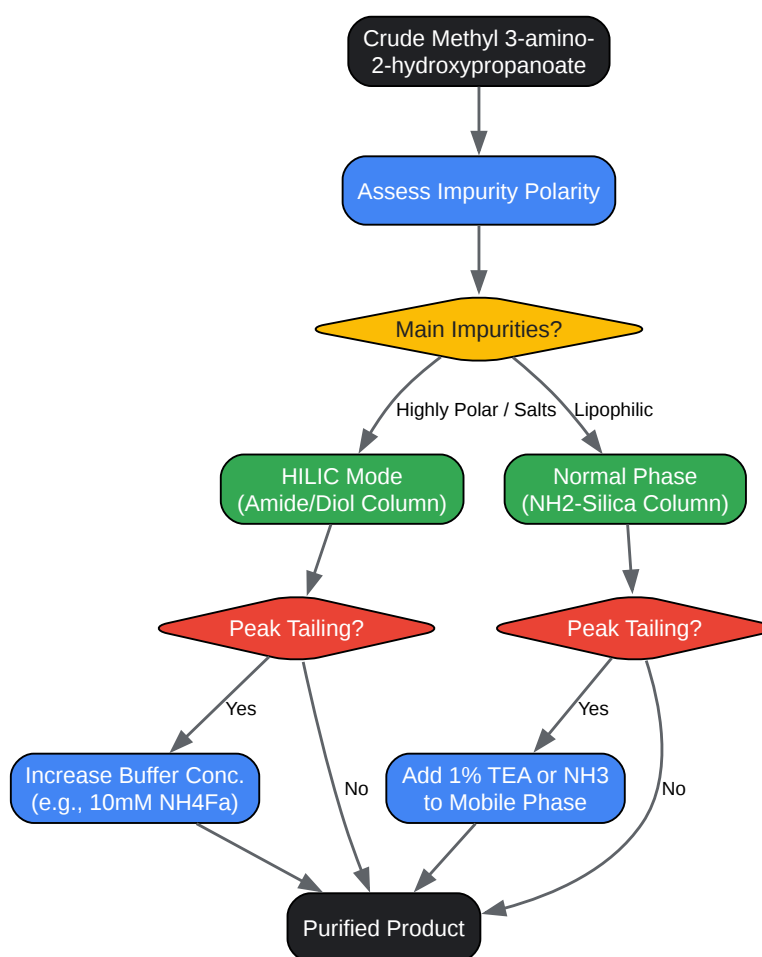 Crude Methyl 3-amino-
2-hydroxypropanoate
Assess Impurity Polarity
Main Impurities?
Highly Polar / Salts
Lipophilic
HILIC Mode
(Amide/Diol Column)
Normal Phase
(NH2-Silica Column)
Peak Tailing?
Peak Tailing?
Yes
Yes
Increase Buffer Conc.
(e.g., 10mM NH4Fa)
No
Add 1% TEA or NH3
to Mobile Phase
No
Purified Product